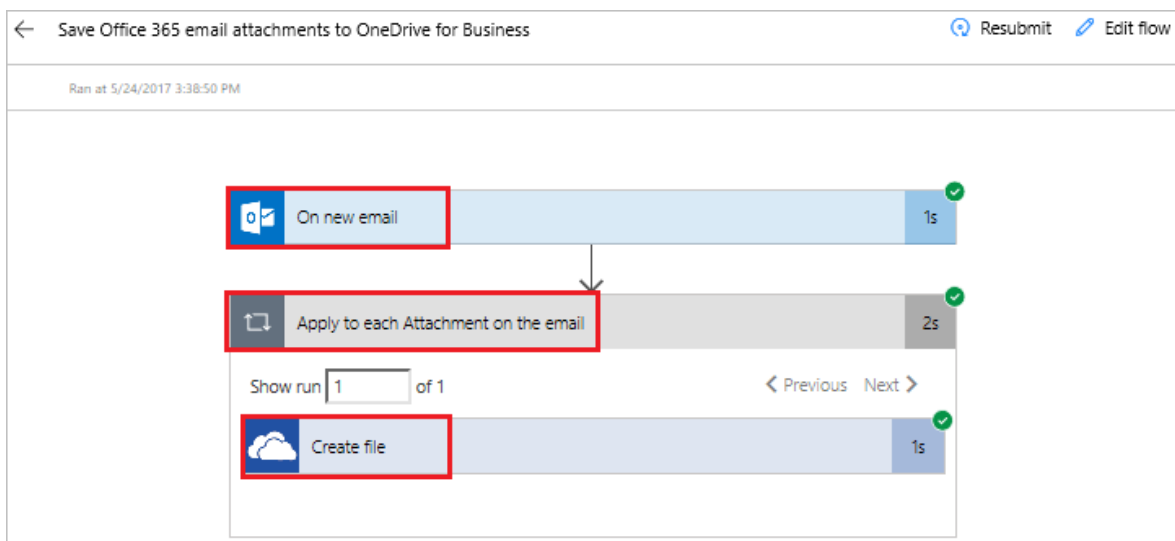 Save Office 365 email attachments to OneDrive for Business
Resubmit
Edit flow
Ran at 5/24/2017 3:38:50 PM
On new email
1s
Apply to each Attachment on the email
2s
Show run 1 of 1
Previous
Next
Create file
1s